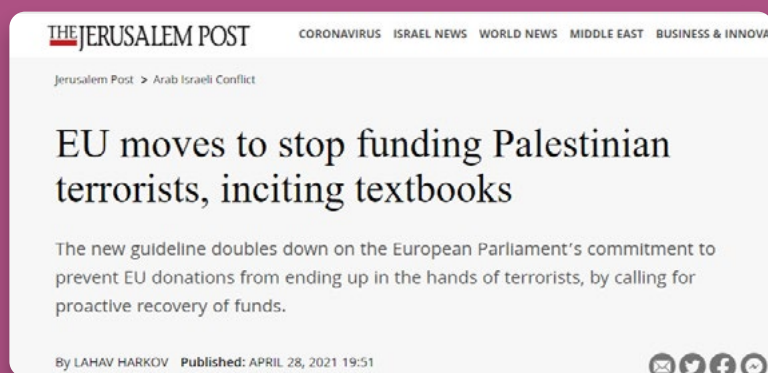 THE JERUSALEM POST
CORONAVIRUS ISRAEL NEWS WORLD NEWS MIDDLE EAST BUSINESS & INNOVA
Jerusalem Post > Arab Israeli Conflict
EU moves to stop funding Palestinian
terrorists, inciting textbooks
The new guideline doubles down on the European Parliament's commitment to
prevent EU donations from ending up in the hands of terrorists, by calling for
proactive recovery of funds.
By LAHAV HARKOV Published: APRIL 28, 2021 19:51